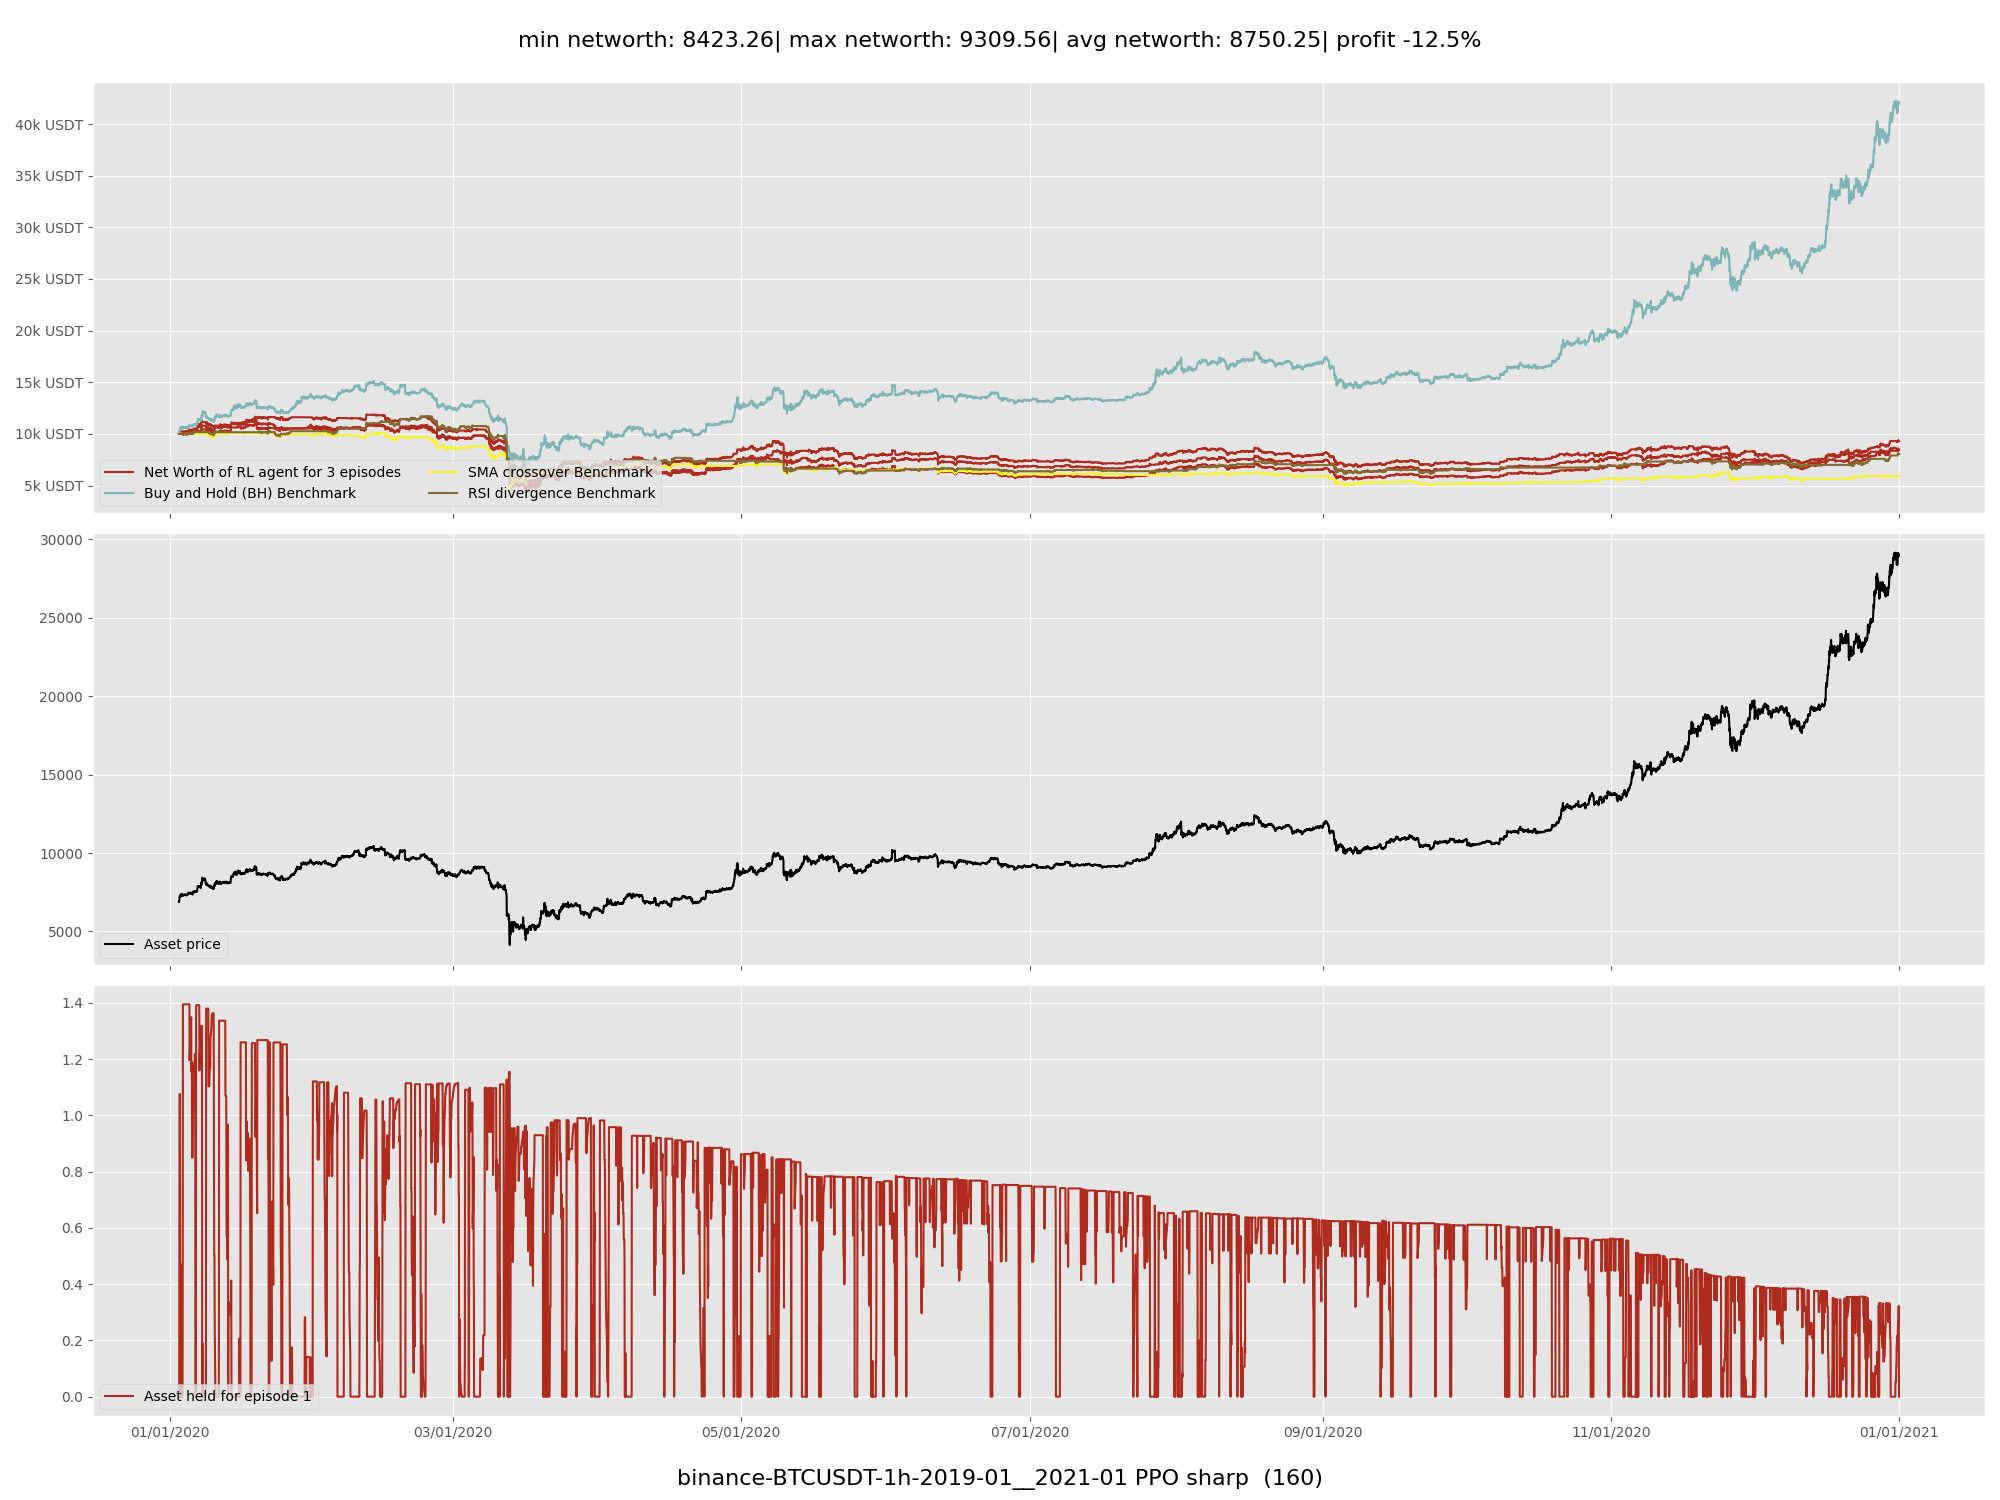 min networth: 8423.26| max networth: 9309.56| avg networth: 8750.25| profit -12.5%
40k USDT
35k USDT
30k USDT
25k USDT
20k USDT
15k USDT
10k USDT
5k USDT
Net Worth of RL agent for 3 episodes
Buy and Hold (BH) Benchmark
SMA crossover Benchmark
RSI divergence Benchmark
30000
25000
20000
15000
10000
5000
Asset price
1.4
1.2
1.0
0.8
0.6
0.4
0.2
0.0
Asset held for episode 1
01/01/2020 03/01/2020 05/01/2020 07/01/2020 09/01/2020 11/01/2020 01/01/2021
binance-BTCUSDT-1h-2019-01__2021-01 PPO sharp  (160)